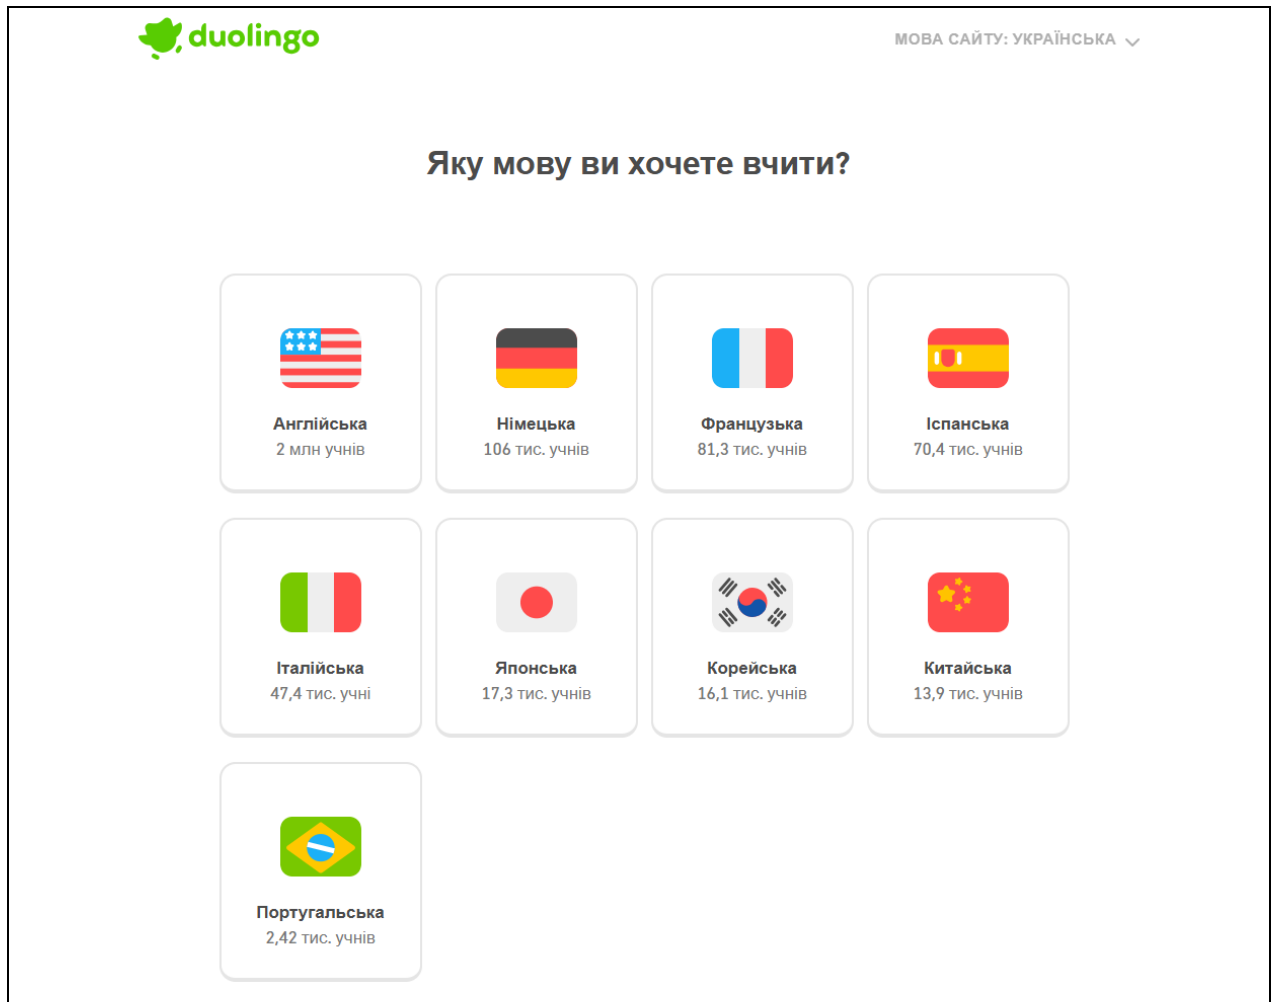 duolingo
МОВА САЙТУ: УКРАЇНСЬКА
Яку мову ви хочете вчити?
Англійська
2 млн учнів
Німецька
106 тис. учнів
Французька
81,3 тис. учнів
Іспанська
70,4 тис. учнів
Італійська
47,4 тис. учні
Японська
17,3 тис. учнів
Корейська
16,1 тис. учнів
Китайська
13,9 тис. учнів
Португальська
2,42 тис. учнів